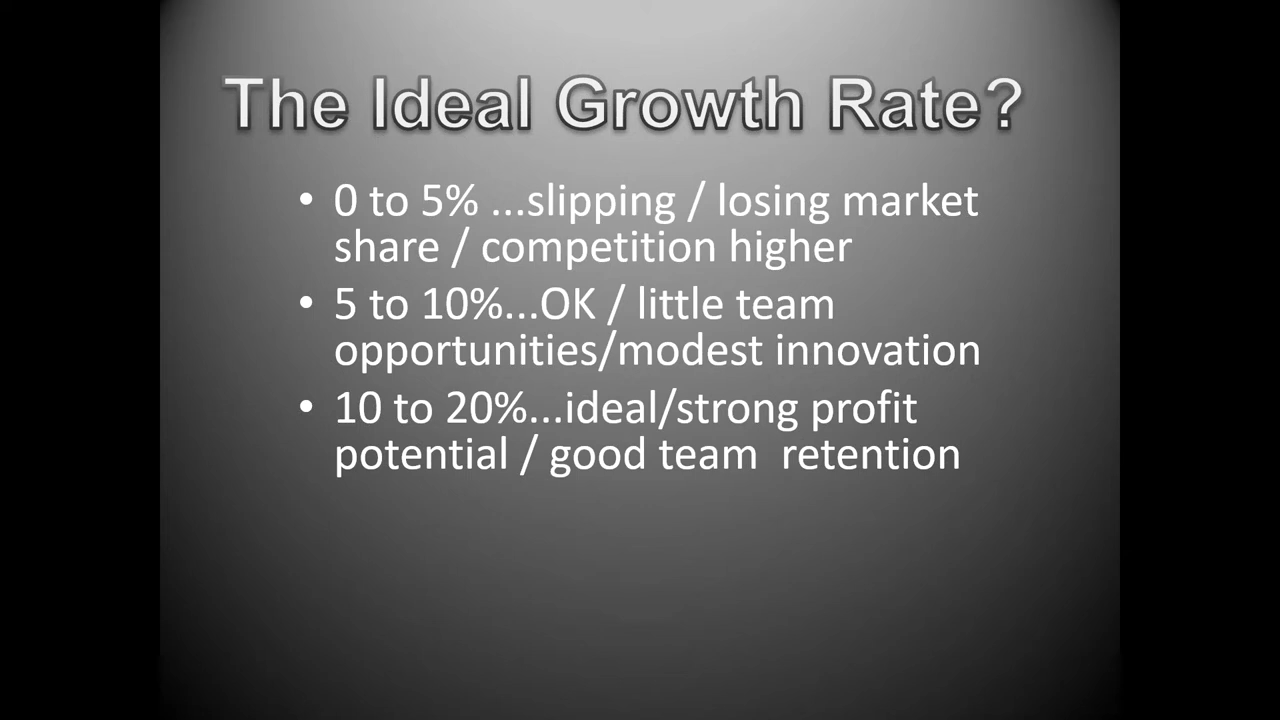 The Ideal Growth Rate?
• 0 to 5% ...slipping / losing market
share / competition higher
• 5 to 10%...OK / little team
opportunities/modest innovation
• 10 to 20%...ideal/strong profit
potential / good team  retention